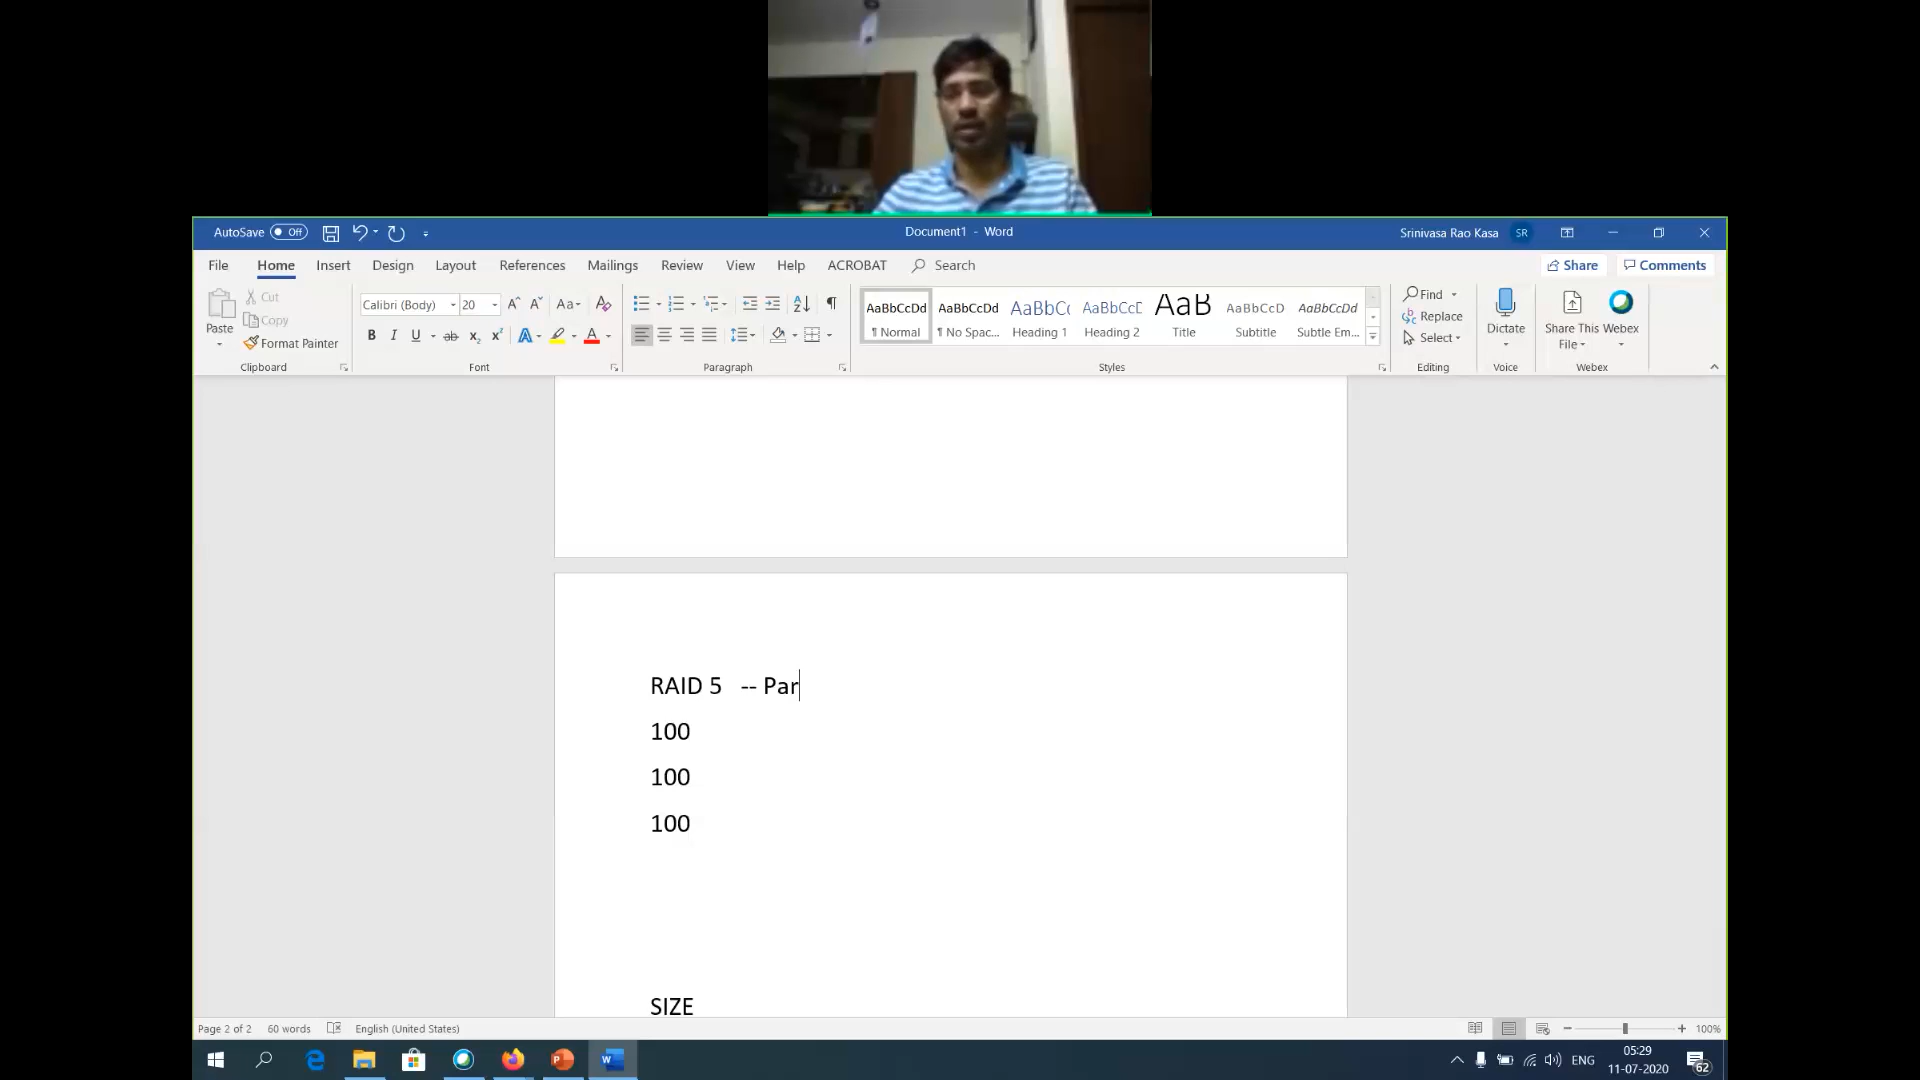 AutoSave Off
Document1 - Word
Srinivasa Rao Kasa SR
File Home Insert Design Layout References Mailings Review View Help ACROBAT Search Share Comments
Paste
Cut
Copy
Format Painter
Clipboard
Calibri (Body) 20
Font
Paragraph
AaBbCcDd AaBbCcDd AaBbCc AaBbCcD AaB AaBbCcD AaBbCcDd
¶ Normal ¶ No Spac... Heading 1 Heading 2 Title Subtitle Subtle Em...
Styles
Find
Replace
Select
Editing
Dictate
Voice
Share This File
Webex
Webex
RAID 5 -- Par
100
100
100
SIZE
Page 2 of 2 60 words English (United States) 100%
ENG
05:29
11-07-2020
62